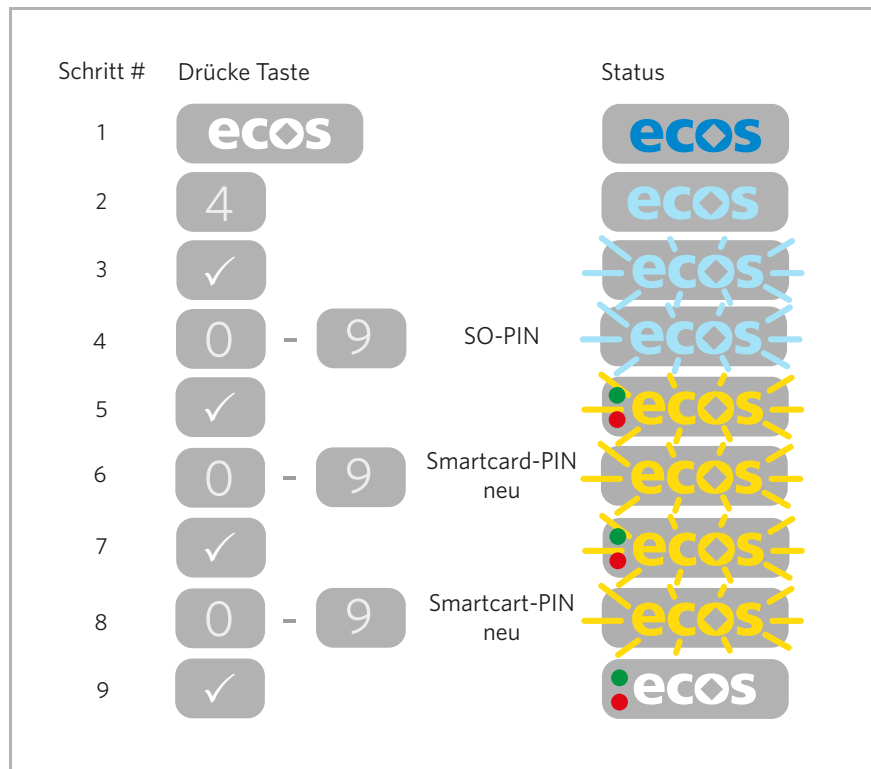 Schritt # Drücke Taste Status
1 ecos ecos
2 4 ecos
3 ✓ ecos
4 0 - 9 SO-PIN ecos
5 ✓ ecos
6 0 - 9 Smartcard-PIN neu ecos
7 ✓ ecos
8 0 - 9 Smartcart-PIN neu ecos
9 ✓ ecos